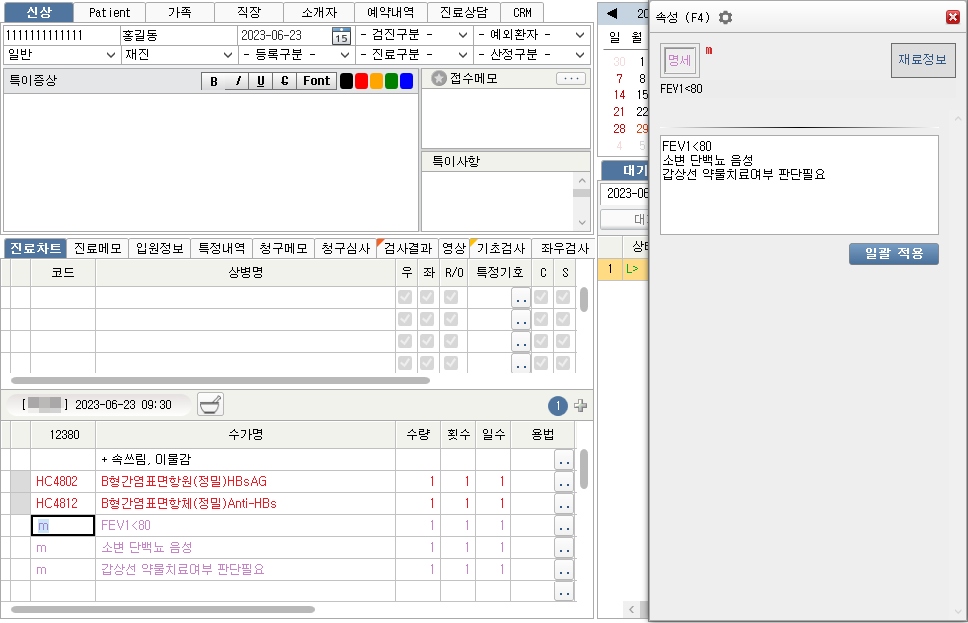 신상 Patient 가족 직장 소개자 예약내역 진료상담 CRM
1111111111111 홍길동 2023-06-23 15 - 검진구분 - - 예외환자 -
일반 재진 - 등록구분 - - 진료구분 - - 산정구분 -
특이증상 B I U C Font
접수메모 ...
특이사항
진료차트 진료메모 입원정보 특정내역 청구메모 청구심사 검사결과 영상 기초검사 좌우검사
코드 상병명 우 좌 R/O 특정기호 C S
..
..
..
..
[ ] 2023-06-23 09:30 1
12380 수가명 수량 횟수 일수 용법
+ 속쓰림, 이물감 ..
HC4802 B형간염표면항원(정밀)HBsAG 1 1 1 ..
HC4812 B형간염표면항체(정밀)Anti-HBs 1 1 1 ..
m FEV1<80 1 1 1 ..
m 소변 단백뇨 음성 1 1 1 ..
m 갑상선 약물치료여부 판단필요 1 1 1 ..
..
20
일 월
30 1
7 8
14 15
21 22
28 29
4 5
대기
2023-06
대
상태
1 L>
속성 (F4)
명세 m 재료정보
FEV1<80
FEV1<80
소변 단백뇨 음성
갑상선 약물치료여부 판단필요
일괄 적용